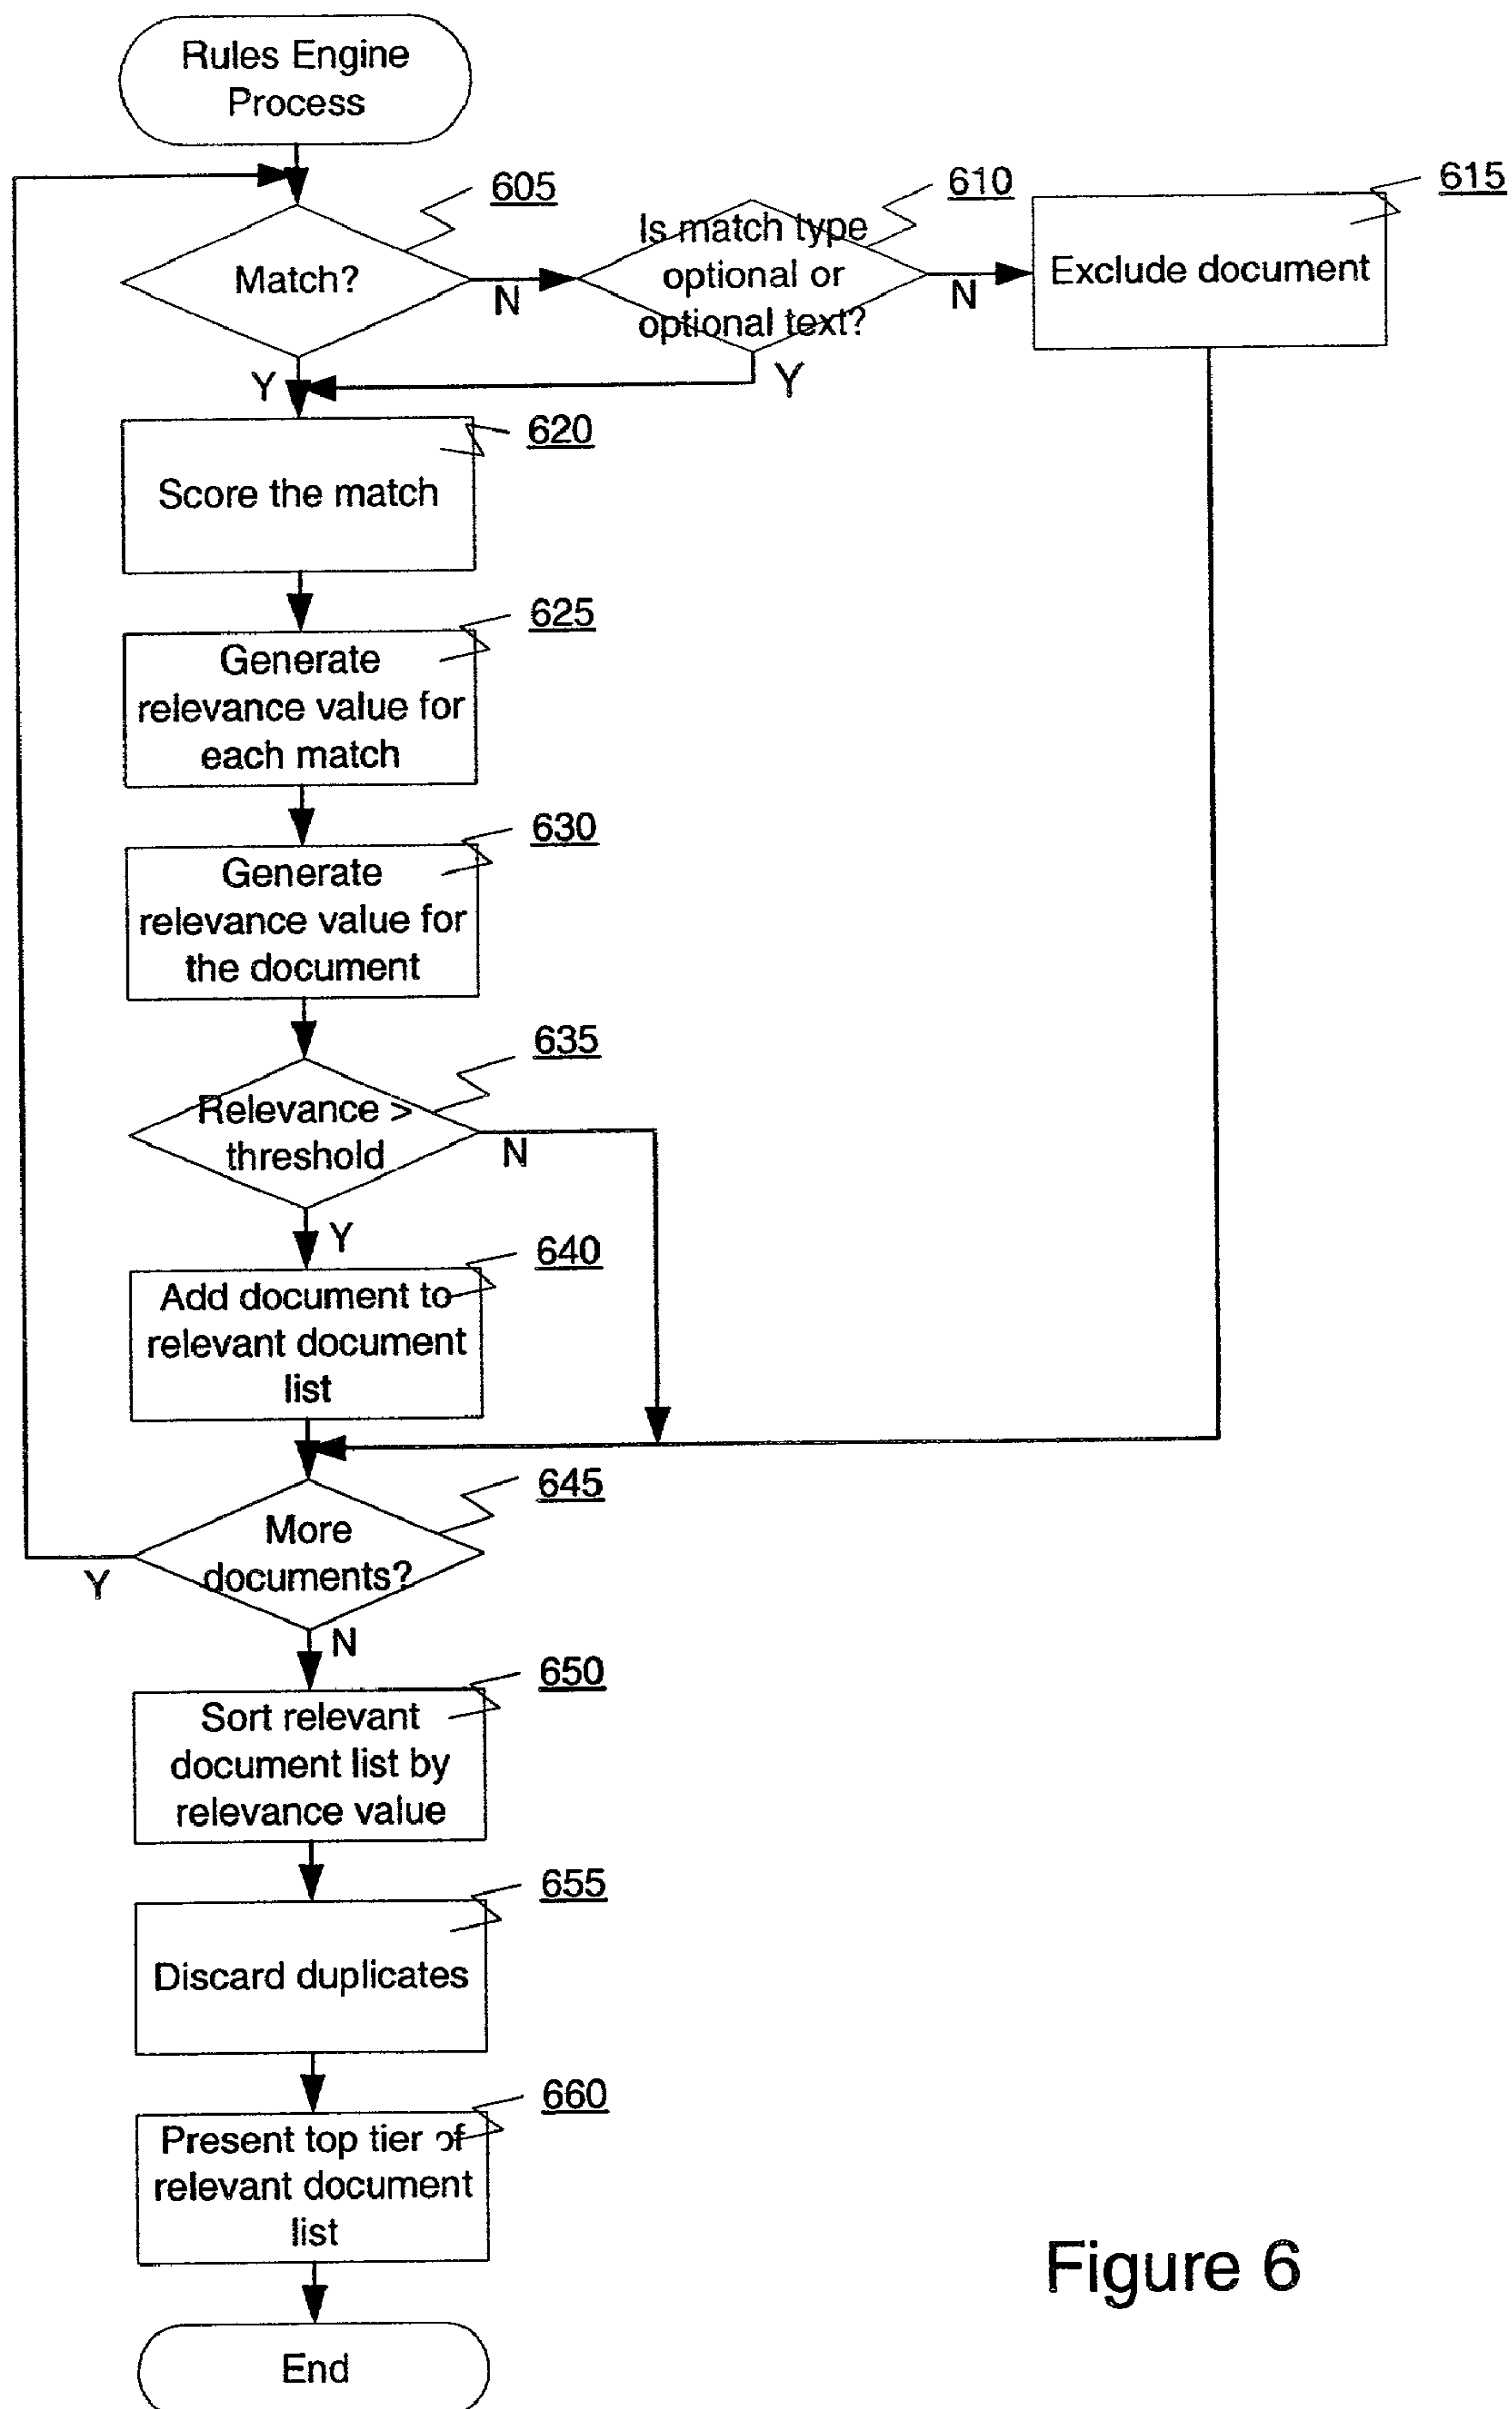 Rules Engine
Process
605
Match?
N
610
Is match type
optional or
optional text?
N
615
Exclude document
Y
Y
620
Score the match
625
Generate
relevance value for
each match
630
Generate
relevance value for
the document
635
Relevance >
threshold
N
Y
640
Add document to
relevant document
list
645
More
documents?
Y
N
650
Sort relevant
document list by
relevance value
655
Discard duplicates
660
Present top tier of
relevant document
list
End
Figure 6